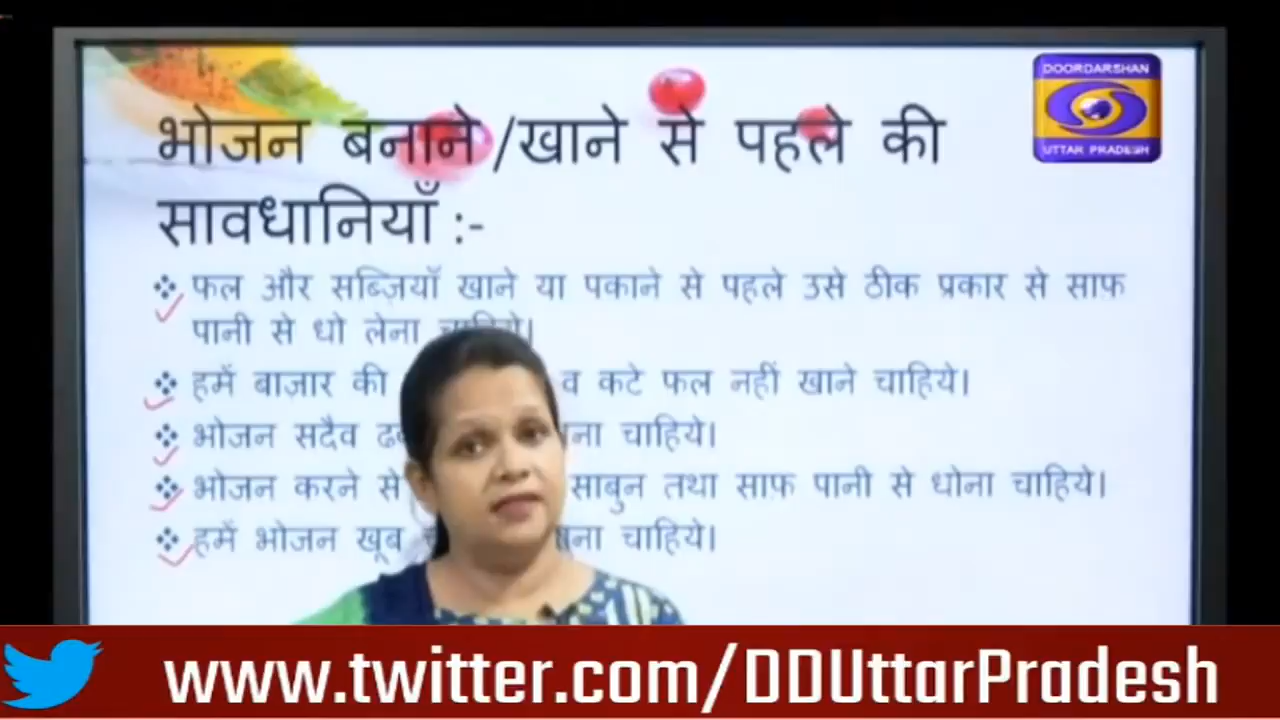 DOORDARSHAN
UTTAR PRADESH
भोजन बनाने /खाने से पहले की
सावधानियाँ :-
फल और सब्ज़ियाँ खाने या पकाने से पहले उसे ठीक प्रकार से साफ
पानी से धो लेना चाहिये।
हमें बाज़ार की व कटे फल नहीं खाने चाहिये।
भोजन सदैव चाहिये।
भोजन करने से साबुन तथा साफ पानी से धोना चाहिये।
हमें भोजन खूब चाहिये।
www.twitter.com/DDUttarPradesh